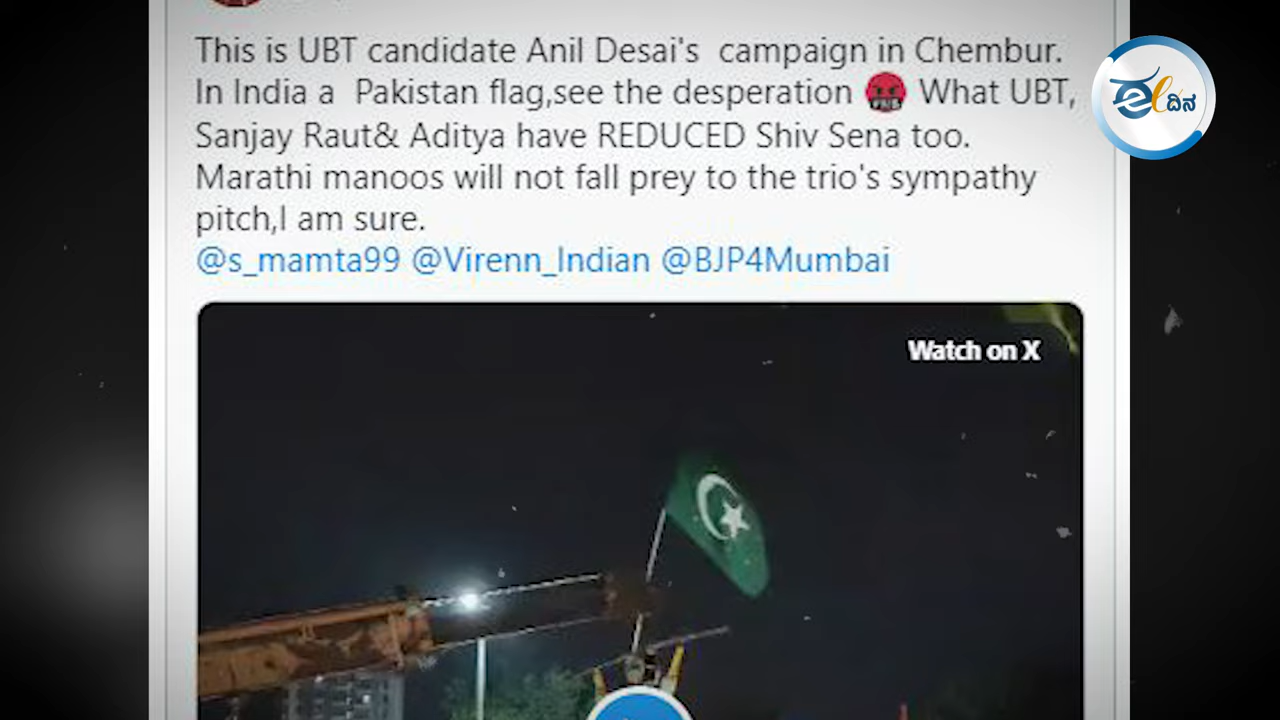 This is UBT candidate Anil Desai's  campaign in Chembur.
In India a  Pakistan flag,see the desperation 🤬 What UBT,
Sanjay Raut& Aditya have REDUCED Shiv Sena too.
Marathi manoos will not fall prey to the trio's sympathy
pitch,I am sure.
@s_mamta99 @Virenn_Indian @BJP4Mumbai
Watch on X
ಈದಿನ